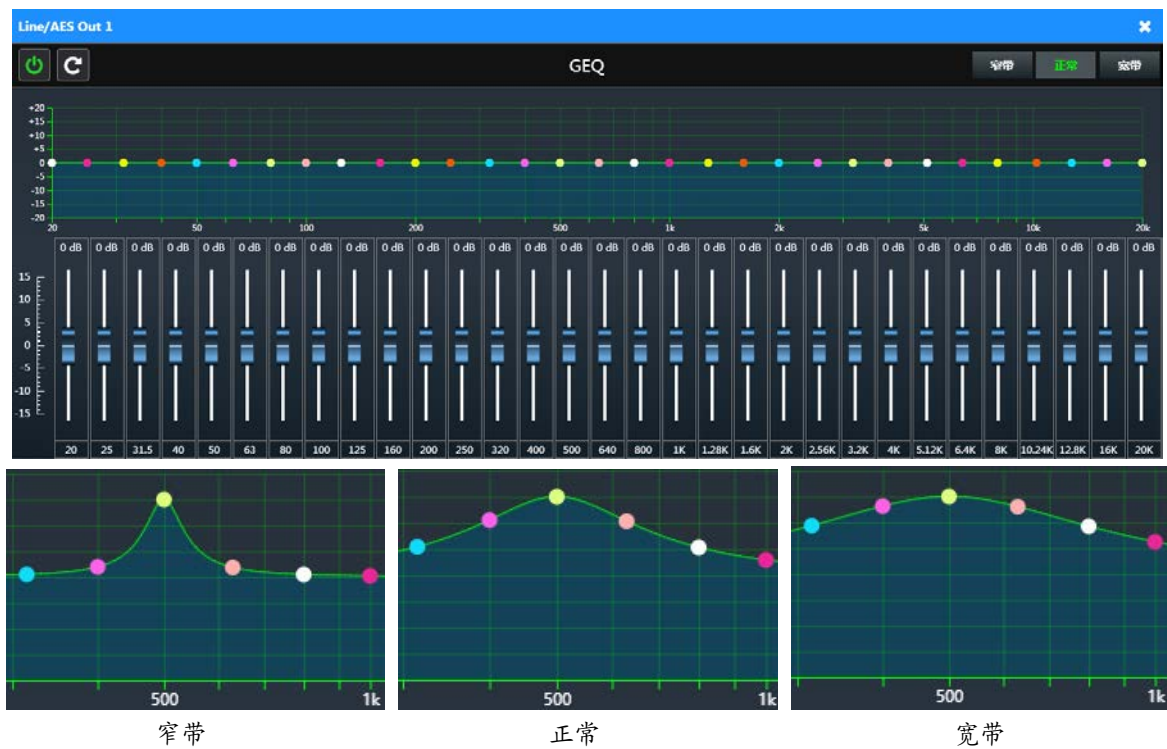 Line/AES Out 1
GEQ 窄带 正常 宽带
+20
+15
+10
+5
0
-5
-10
-15
-20
20 50 100 200 500 1k 2k 5k 10k 20k
0 dB 0 dB 0 dB 0 dB 0 dB 0 dB 0 dB 0 dB 0 dB 0 dB 0 dB 0 dB 0 dB 0 dB 0 dB 0 dB 0 dB 0 dB 0 dB 0 dB 0 dB 0 dB 0 dB 0 dB 0 dB 0 dB 0 dB 0 dB 0 dB 0 dB 0 dB
15
10
5
0
-5
-10
-15
20 25 31.5 40 50 63 80 100 125 160 200 250 320 400 500 640 800 1K 1.28K 1.6K 2K 2.56K 3.2K 4K 5.12K 6.4K 8K 10.24K 12.8K 16K 20K
500 1k 500 1k 500 1k
窄带 正常 宽带